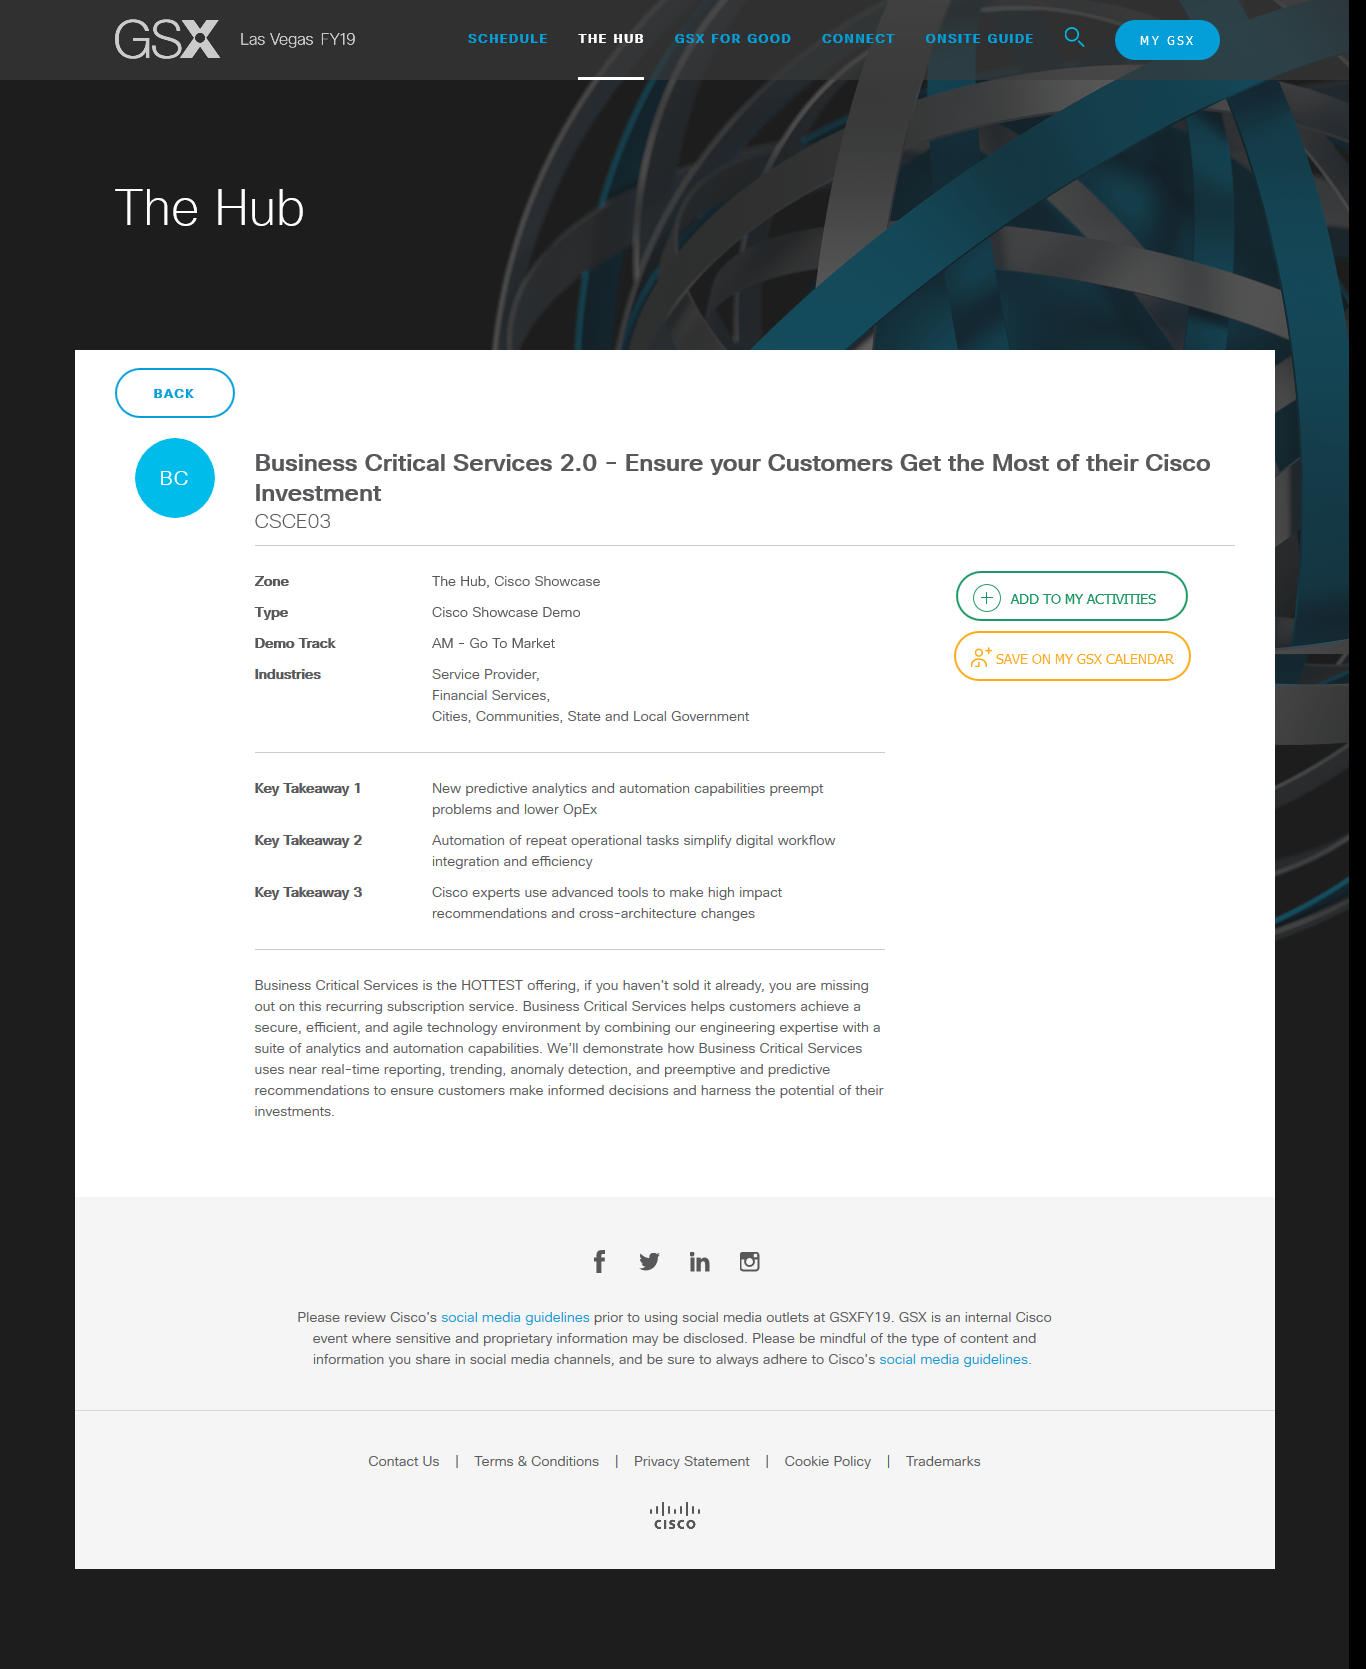 GSX Las Vegas FY19 SCHEDULE THE HUB GSX FOR GOOD CONNECT ONSITE GUIDE MY GSX
The Hub
BACK
BC
Business Critical Services 2.0 - Ensure your Customers Get the Most of their Cisco
Investment
CSCE03
Zone The Hub, Cisco Showcase
Type Cisco Showcase Demo
Demo Track AM - Go To Market
Industries Service Provider,
Financial Services,
Cities, Communities, State and Local Government
ADD TO MY ACTIVITIES
SAVE ON MY GSX CALENDAR
Key Takeaway 1 New predictive analytics and automation capabilities preempt
problems and lower OpEx
Key Takeaway 2 Automation of repeat operational tasks simplify digital workflow
integration and efficiency
Key Takeaway 3 Cisco experts use advanced tools to make high impact
recommendations and cross-architecture changes
Business Critical Services is the HOTTEST offering, if you haven't sold it already, you are missing
out on this recurring subscription service. Business Critical Services helps customers achieve a
secure, efficient, and agile technology environment by combining our engineering expertise with a
suite of analytics and automation capabilities. We'll demonstrate how Business Critical Services
uses near real-time reporting, trending, anomaly detection, and preemptive and predictive
recommendations to ensure customers make informed decisions and harness the potential of their
investments.
Please review Cisco's social media guidelines prior to using social media outlets at GSXFY19. GSX is an internal Cisco
event where sensitive and proprietary information may be disclosed. Please be mindful of the type of content and
information you share in social media channels, and be sure to always adhere to Cisco's social media guidelines.
Contact Us | Terms & Conditions | Privacy Statement | Cookie Policy | Trademarks
CISCO